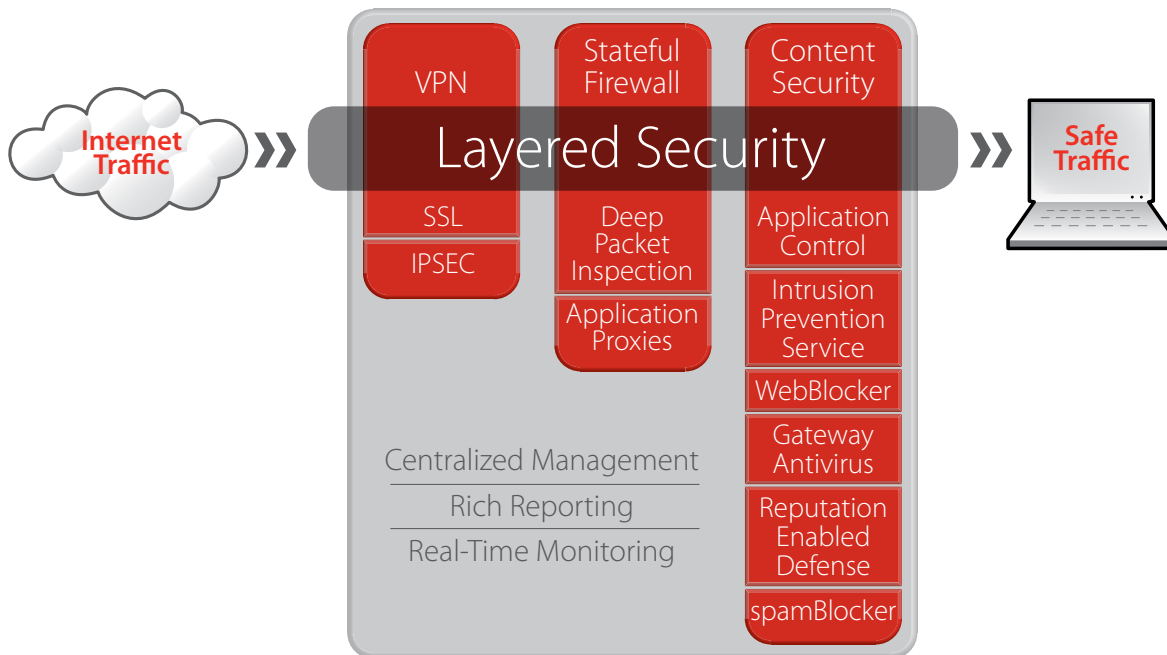 Internet
Traffic
Layered Security
VPN
SSL
IPSEC
Stateful
Firewall
Deep
Packet
Inspection
Application
Proxies
Content
Security
Application
Control
Intrusion
Prevention
Service
WebBlocker
Gateway
Antivirus
Reputation
Enabled
Defense
spamBlocker
Centralized Management
Rich Reporting
Real-Time Monitoring
Safe
Traffic